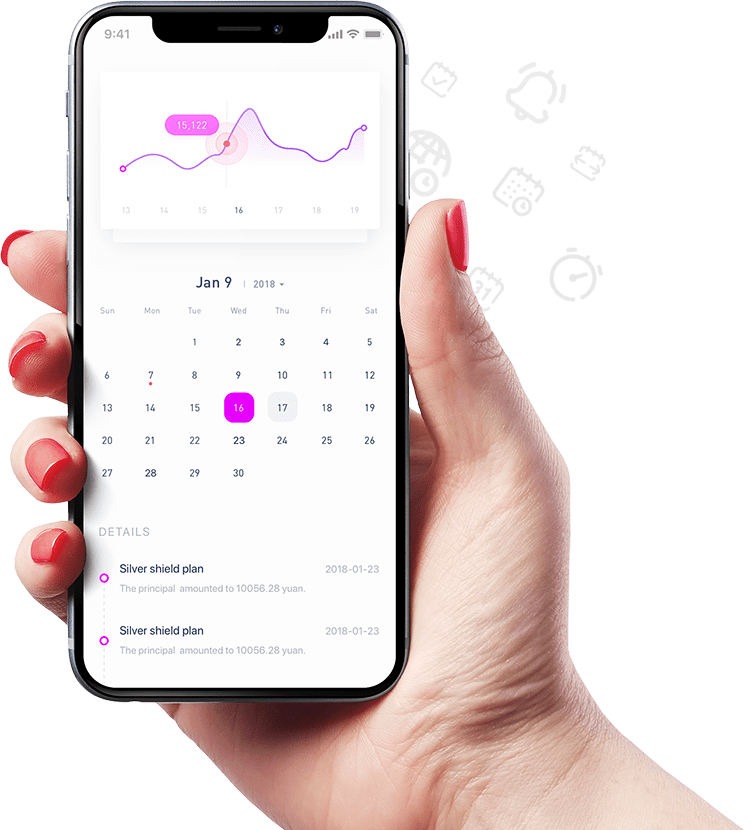 9:41
15,122
13 14 15 16 17 18 19
Jan 9 | 2018
Sun Mon Tue Wed Thu Fri Sat
1 2 3 4 5
6 7 8 9 10 11 12
13 14 15 16 17 18 19
20 21 22 23 24 25 26
27 28 29 30
31
DETAILS
Silver shield plan 2018-01-23
The principal amounted to 10056.28 yuan.
Silver shield plan 2018-01-23
The principal amounted to 10056.28 yuan.